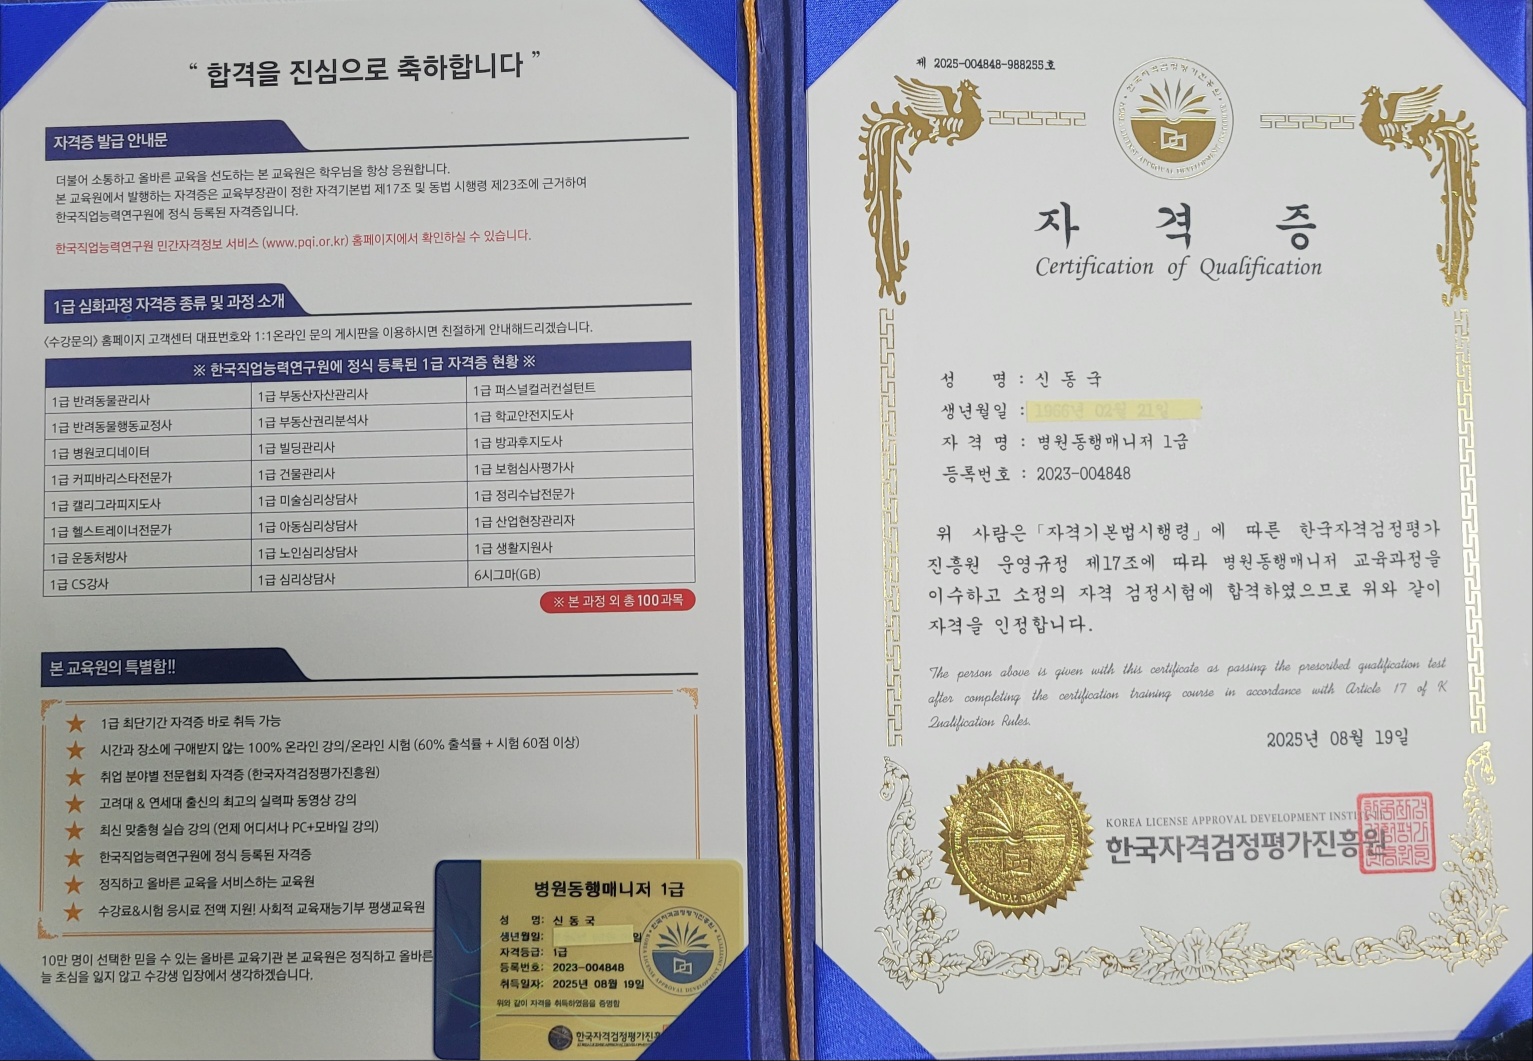 “ 합격을 진심으로 축하합니다 ”
자격증 발급 안내문
더불어 소통하고 올바른 교육을 선도하는 본 교육원은 학우님을 항상 응원합니다.
본 교육원에서 발행하는 자격증은 교육부장관이 정한 자격기본법 제17조 및 동법 시행령 제23조에 근거하여
한국직업능력연구원에 정식 등록된 자격증입니다.
한국직업능력연구원 민간자격정보 서비스 (www.pqi.or.kr) 홈페이지에서 확인하실 수 있습니다.
1급 심화과정 자격증 종류 및 과정 소개
<수강문의> 홈페이지 고객센터 대표번호와 1:1온라인 문의 게시판을 이용하시면 친절하게 안내해드리겠습니다.
※ 한국직업능력연구원에 정식 등록된 1급 자격증 현황 ※
1급 반려동물관리사 1급 부동산자산관리사 1급 퍼스널컬러컨설턴트
1급 반려동물행동교정사 1급 부동산권리분석사 1급 학교안전지도사
1급 병원코디네이터 1급 빌딩관리사 1급 방과후지도사
1급 커피바리스타전문가 1급 건물관리사 1급 보험심사평가사
1급 캘리그라피지도사 1급 미술심리상담사 1급 정리수납전문가
1급 헬스트레이너전문가 1급 아동심리상담사 1급 산업현장관리자
1급 운동처방사 1급 노인심리상담사 1급 생활지원사
1급 CS강사 1급 심리상담사 6시그마(GB)
※ 본 과정 외 총 100과목
본 교육원의 특별함!!
★ 1급 최단기간 자격증 바로 취득 가능
★ 시간과 장소에 구애받지 않는 100% 온라인 강의/온라인 시험 (60% 출석률 + 시험 60점 이상)
★ 취업 분야별 전문협회 자격증 (한국자격검정평가진흥원)
★ 고려대 & 연세대 출신의 최고의 실력파 동영상 강의
★ 최신 맞춤형 실습 강의 (언제 어디서나 PC+모바일 강의)
★ 한국직업능력연구원에 정식 등록된 자격증
★ 정직하고 올바른 교육을 서비스하는 교육원
★ 수강료&시험 응시료 전액 지원! 사회적 교육재능기부 평생교육원
10만 명이 선택한 믿을 수 있는 올바른 교육기관 본 교육원은 정직하고 올바른
늘 초심을 잃지 않고 수강생 입장에서 생각하겠습니다.
병원동행매니저 1급
성 명: 신 동 국
생년월일: 일
자격등급: 1급
등록번호: 2023-004848
취득일자: 2025년 08월 19일
위와 같이 자격을 취득하였음을 증명함
한국자격검정평가진흥
제 2025-004848-988255호
자 격 증
Certification of Qualification
성 명 : 신 동 국
생년월일 : 1966년 02월 21일
자 격 명 : 병원동행매니저 1급
등록번호 : 2023-004848
위 사람은「자격기본법시행령」에 따른 한국자격검정평가
진흥원 운영규정 제17조에 따라 병원동행매니저 교육과정을
이수하고 소정의 자격 검정시험에 합격하였으므로 위와 같이
자격을 인정합니다.
The person above is given with this certificate as passing the prescribed qualification test
after completing the certification training course in accordance with Article 17 of K
Qualification Rules.
2025년 08월 19일
KOREA LICENSE APPROVAL DEVELOPMENT
한국자격검정평가진흥원